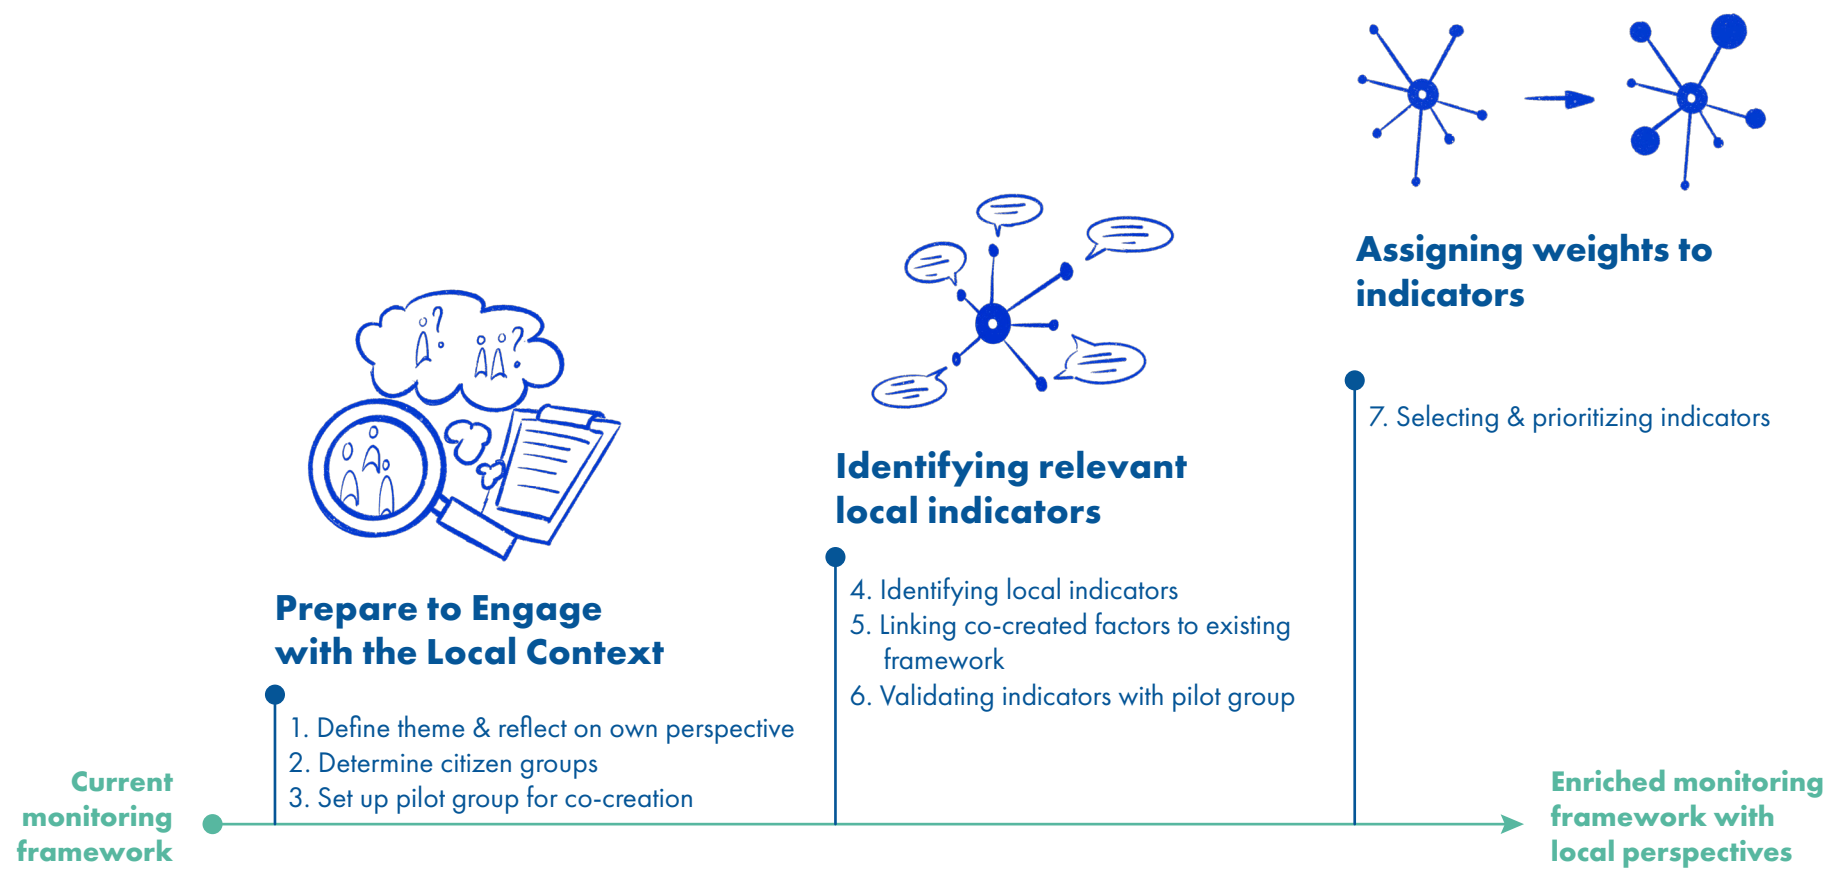 Current
monitoring
framework
Prepare to Engage
with the Local Context
1. Define theme & reflect on own perspective
2. Determine citizen groups
3. Set up pilot group for co-creation
Identifying relevant
local indicators
4. Identifying local indicators
5. Linking co-created factors to existing
framework
6. Validating indicators with pilot group
Assigning weights to
indicators
7. Selecting & prioritizing indicators
Enriched monitoring
framework with
local perspectives